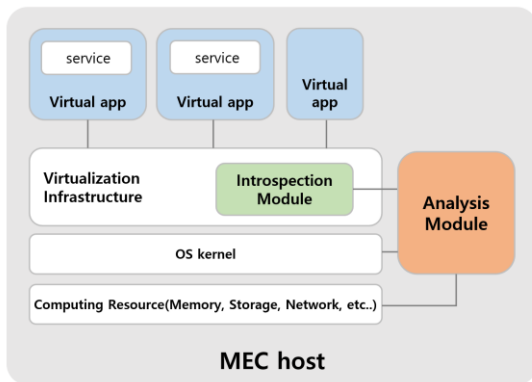 service
Virtual app
service
Virtual app
Virtual
app
Virtualization
Infrastructure
Introspection
Module
Analysis
Module
OS kernel
Computing Resource(Memory, Storage, Network, etc..)
MEC host